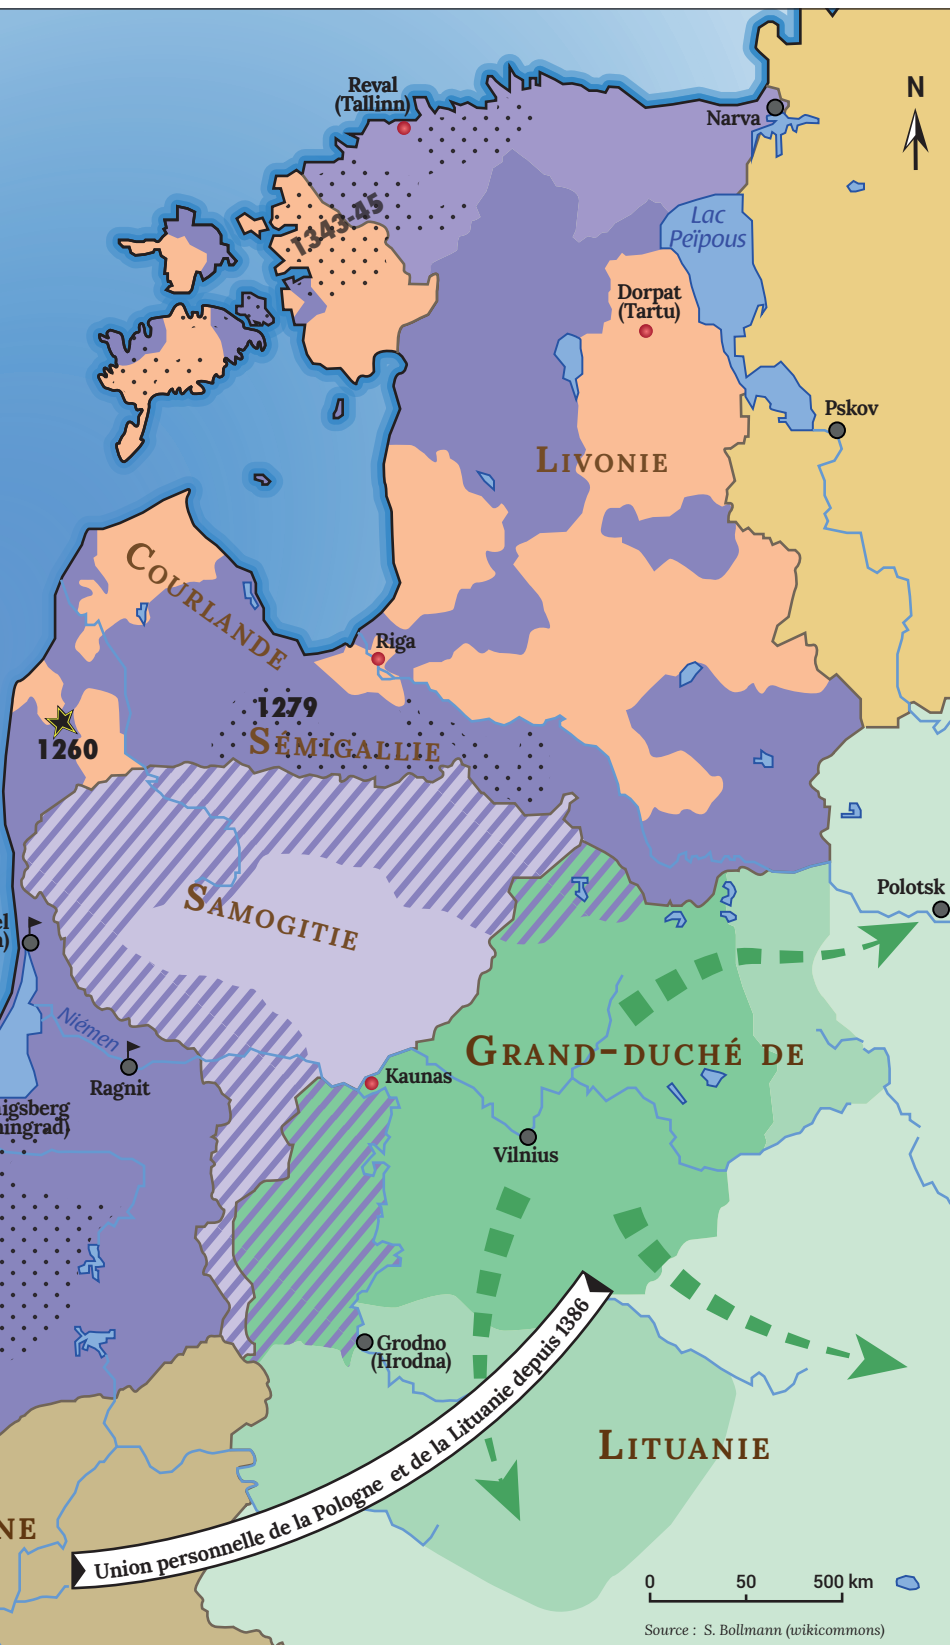 Reval
(Tallinn)
N
Narva
1343-45
Lac
Peïpous
Dorpat
(Tartu)
Pskov
LIVONIE
COURLANDE
Riga
1279
SÉMIGALLIE
1260
SAMOGITIE
Polotsk
Niémen
Ragnit
GRAND-DUCHÉ DE
Kaunas
Vilnius
Grodno
(Hrodna)
LITUANIE
Union personnelle de la Pologne et de la Lituanie depuis 1386
0 50 500 km
Source : S. Bollmann (wikicommons)